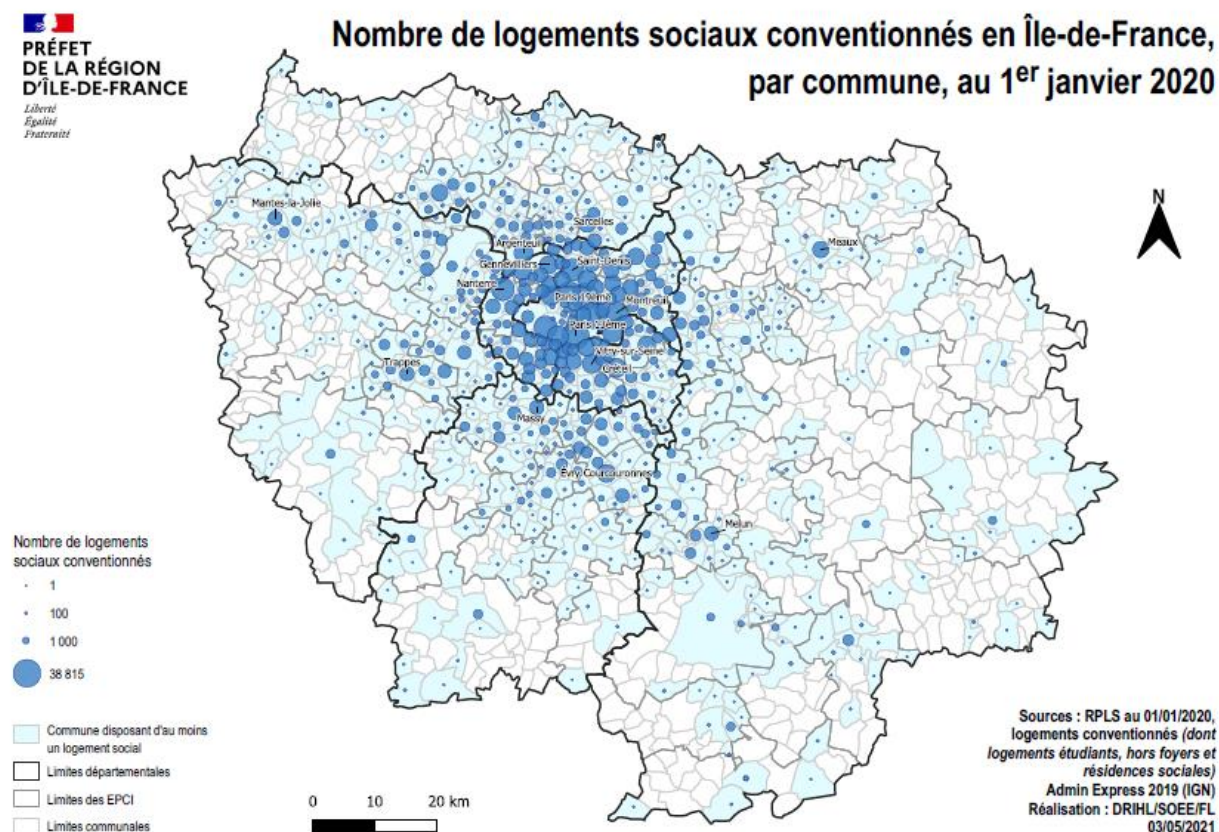 PRÉFET
DE LA RÉGION
D'ÎLE-DE-FRANCE
Liberté
Égalité
Fraternité
Nombre de logements sociaux conventionnés en Île-de-France,
par commune, au 1er janvier 2020
N
Mantes-la-Jolie
Sarcelles
Argenteuil
Meaux
Gennevilliers
Saint-Denis
Nanterre
Paris 19ème
Montreuil
Paris 13ème
Vitry-sur-Seine
Trappes
Créteil
Massy
Évry-Courcouronnes
Melun
Nombre de logements
sociaux conventionnés
1
100
1 000
38 815
Commune disposant d'au moins
un logement social
Limites départementales
Limites des EPCI
Limites communales
0 10 20 km
Sources : RPLS au 01/01/2020,
logements conventionnés (dont
logements étudiants, hors foyers et
résidences sociales)
Admin Express 2019 (IGN)
Réalisation : DRIHL/SOEE/FL
03/05/2021